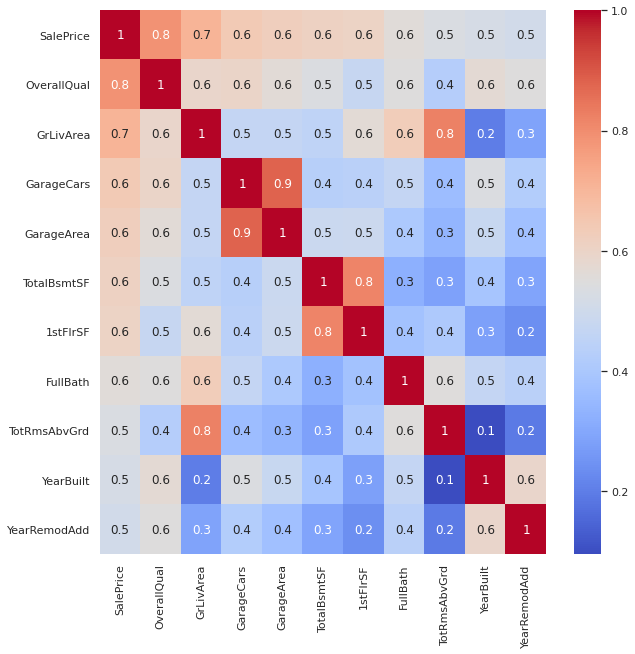 SalePrice 1 0.8 0.7 0.6 0.6 0.6 0.6 0.6 0.5 0.5 0.5
OverallQual 0.8 1 0.6 0.6 0.6 0.5 0.5 0.6 0.4 0.6 0.6
GrLivArea 0.7 0.6 1 0.5 0.5 0.5 0.6 0.6 0.8 0.2 0.3
GarageCars 0.6 0.6 0.5 1 0.9 0.4 0.4 0.5 0.4 0.5 0.4
GarageArea 0.6 0.6 0.5 0.9 1 0.5 0.5 0.4 0.3 0.5 0.4
TotalBsmtSF 0.6 0.5 0.5 0.4 0.5 1 0.8 0.3 0.3 0.4 0.3
1stFlrSF 0.6 0.5 0.6 0.4 0.5 0.8 1 0.4 0.4 0.3 0.2
FullBath 0.6 0.6 0.6 0.5 0.4 0.3 0.4 1 0.6 0.5 0.4
TotRmsAbvGrd 0.5 0.4 0.8 0.4 0.3 0.3 0.4 0.6 1 0.1 0.2
YearBuilt 0.5 0.6 0.2 0.5 0.5 0.4 0.3 0.5 0.1 1 0.6
YearRemodAdd 0.5 0.6 0.3 0.4 0.4 0.3 0.2 0.4 0.2 0.6 1
SalePrice
OverallQual
GrLivArea
GarageCars
GarageArea
TotalBsmtSF
1stFlrSF
FullBath
TotRmsAbvGrd
YearBuilt
YearRemodAdd
1.0
0.8
0.6
0.4
0.2